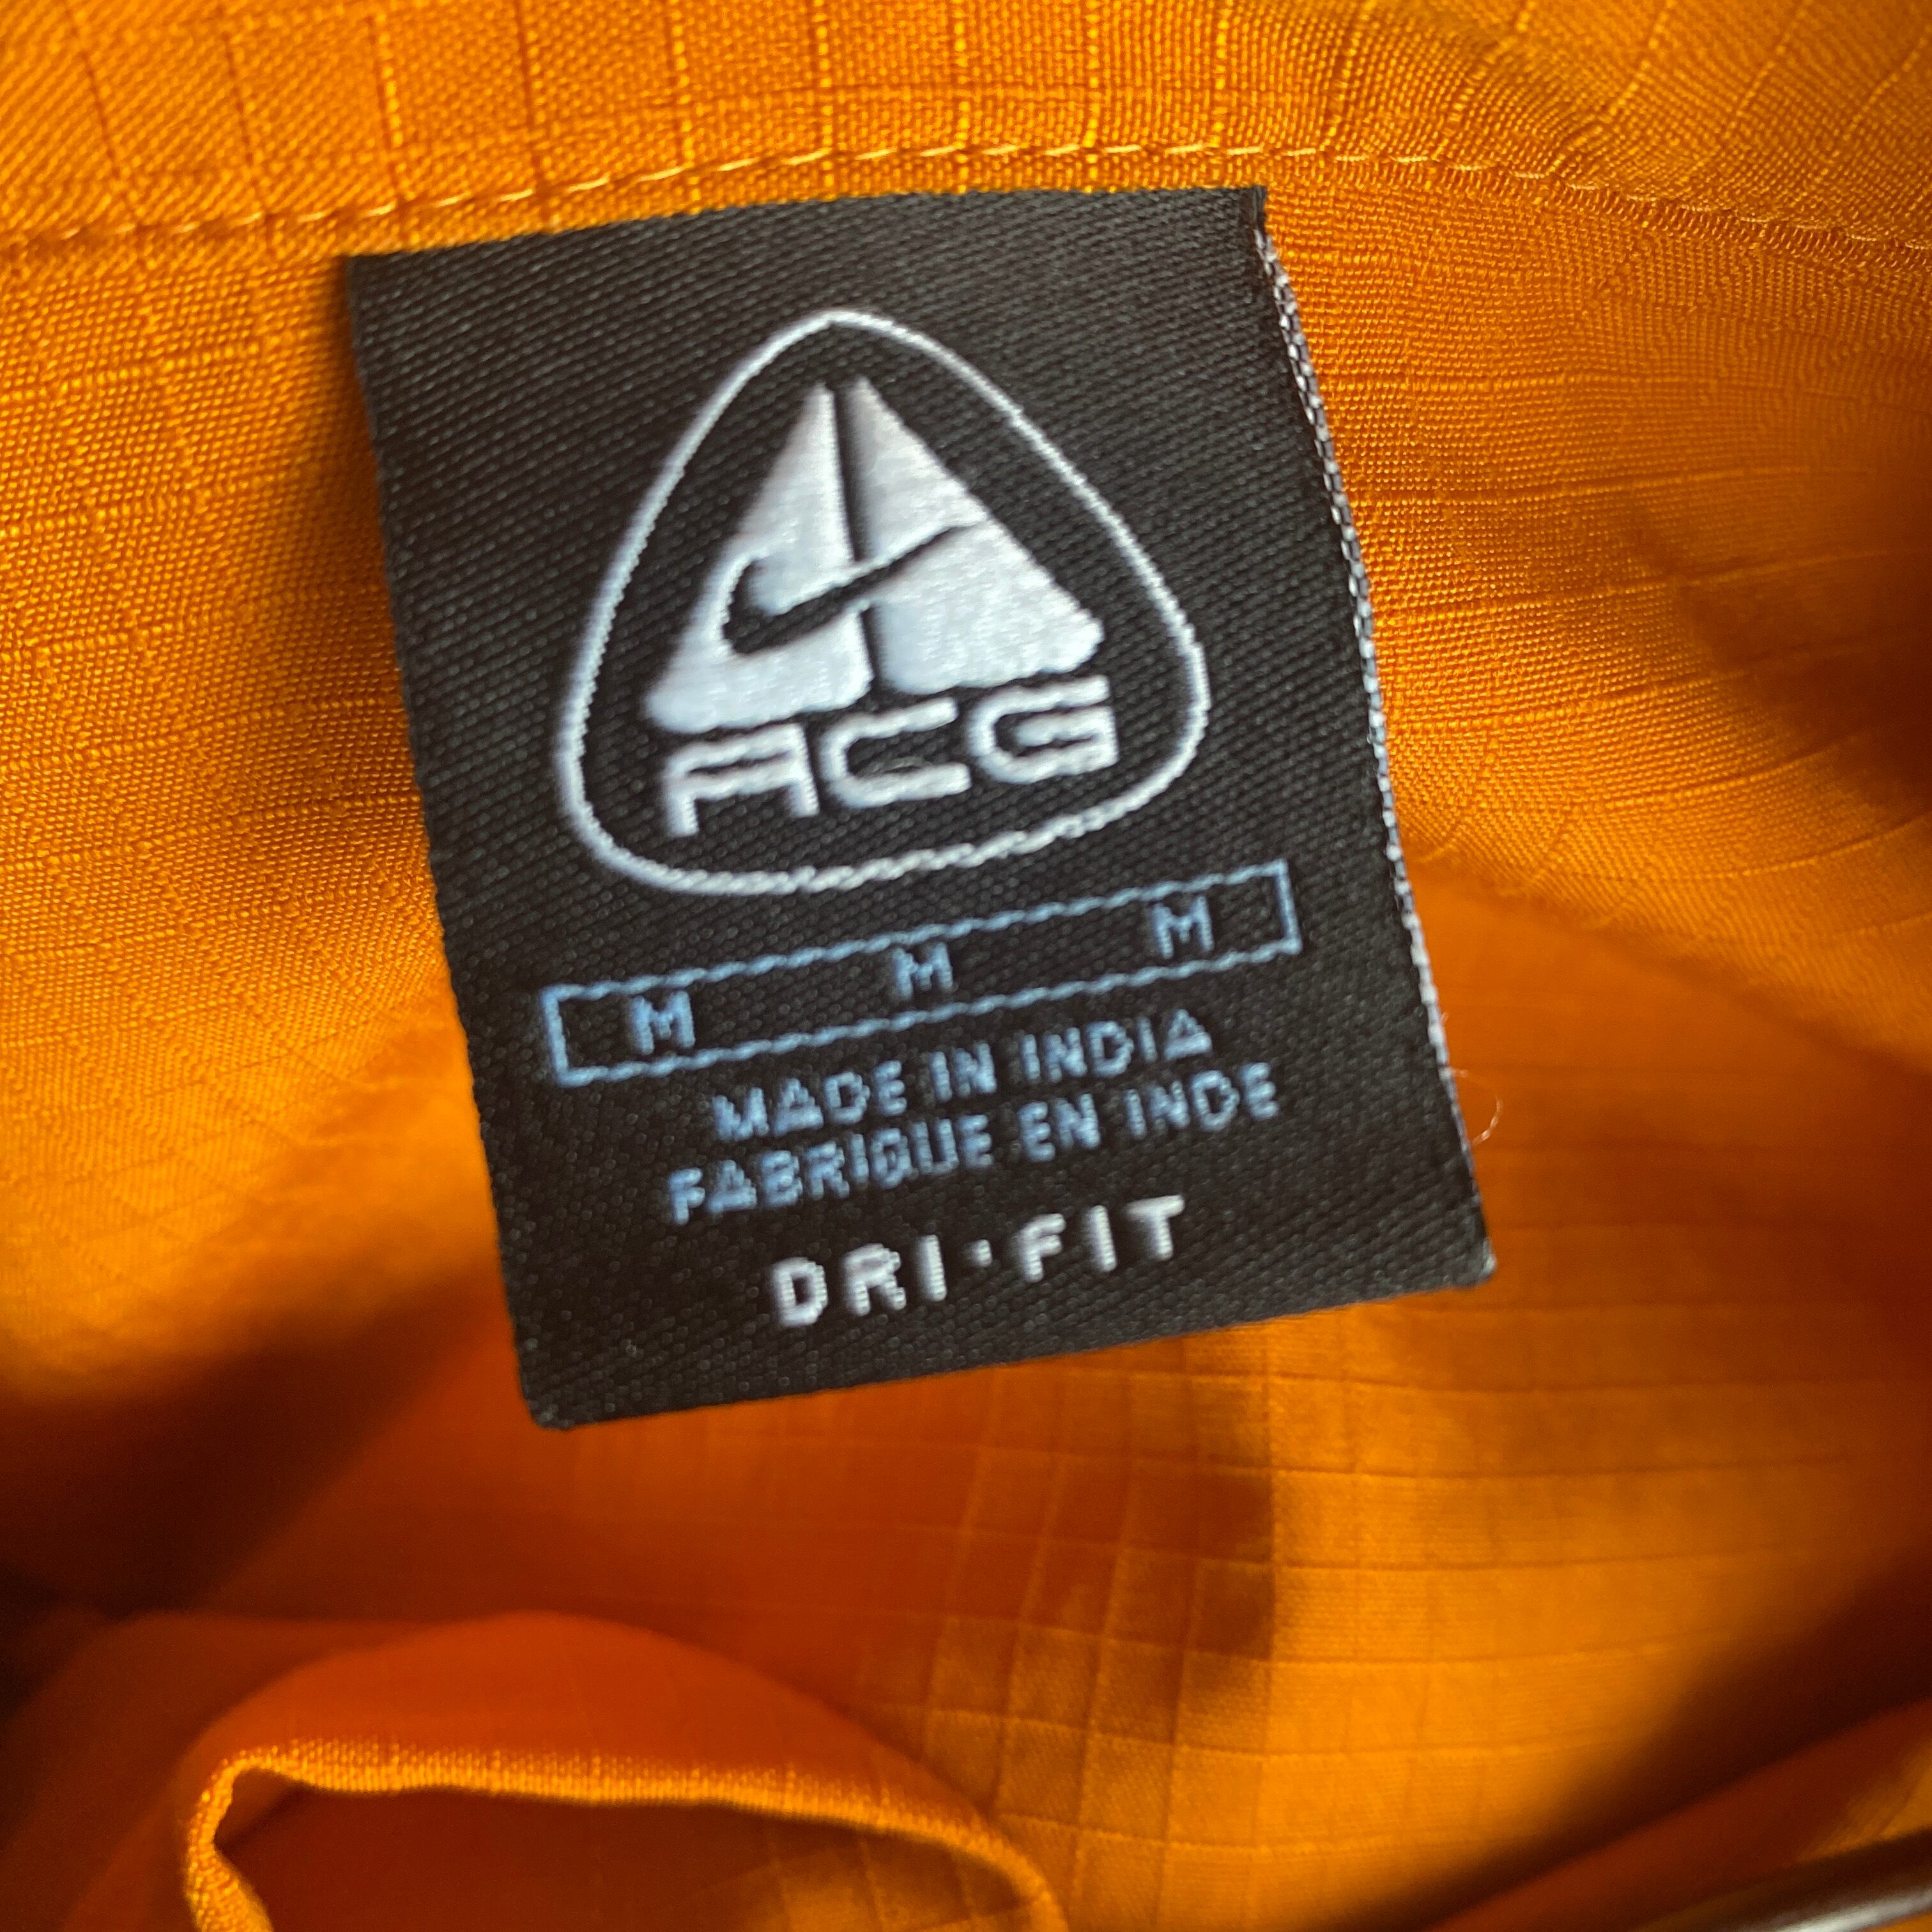 ACG
M M M
MADE IN INDIA
FABRIQUE EN INDE
DRI·FIT